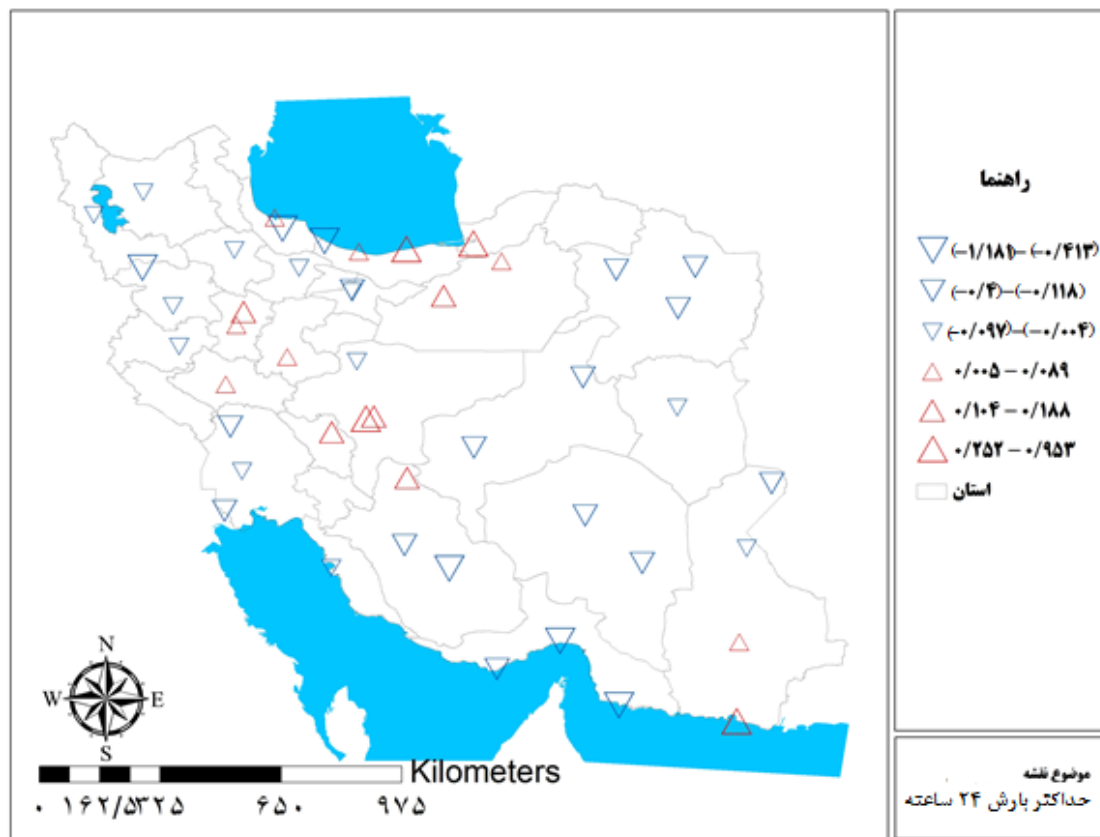 راهنما
(-۱/۱۸۱)-(-۰/۴۱۳)
(-۰/۴)-(-۰/۱۱۸)
(-۰/۰۹۷)-(-۰/۰۰۴)
۰/۰۰۵ - ۰/۰۸۹
۰/۱۰۴ - ۰/۱۸۸
۰/۲۵۲ - ۰/۹۵۳
استان
N
W E
S
Kilometers
۰ ۱۶۲/۵ ۳۲۵ ۶۵۰ ۹۷۵
موضوع نقشه
حداکثر بارش ۲۴ ساعته